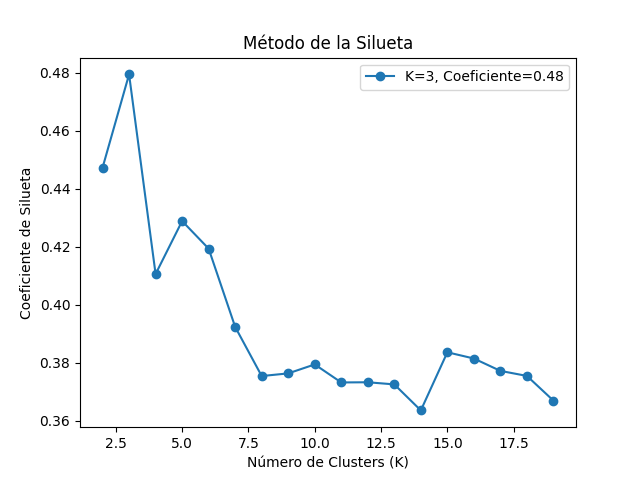 Método de la Silueta
K=3, Coeficiente=0.48
Coeficiente de Silueta
0.48
0.46
0.44
0.42
0.40
0.38
0.36
2.5 5.0 7.5 10.0 12.5 15.0 17.5
Número de Clusters (K)